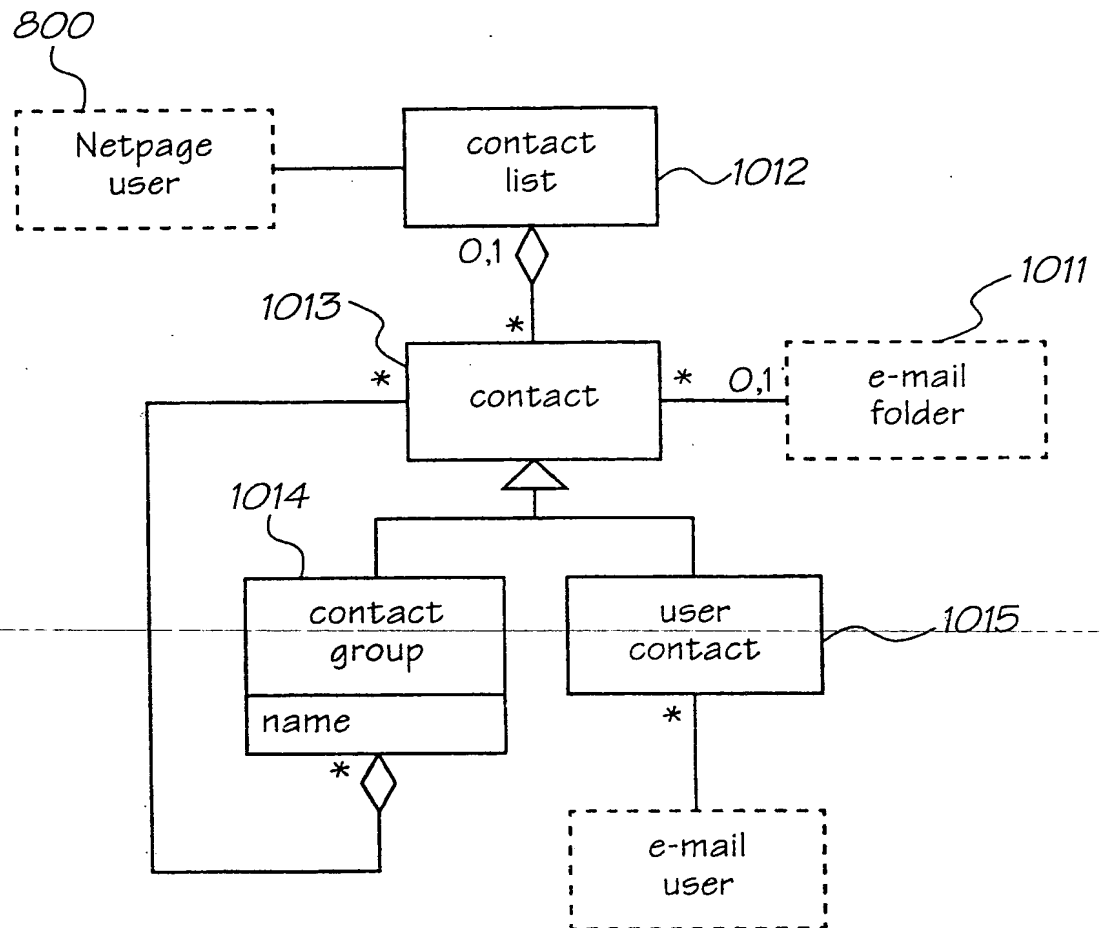 800
Netpage
user
contact
list
1012
0,1
*
1013
1011
*
contact
*
0,1
e-mail
folder
1014
contact
group
name
*
user
contact
1015
*
e-mail
user